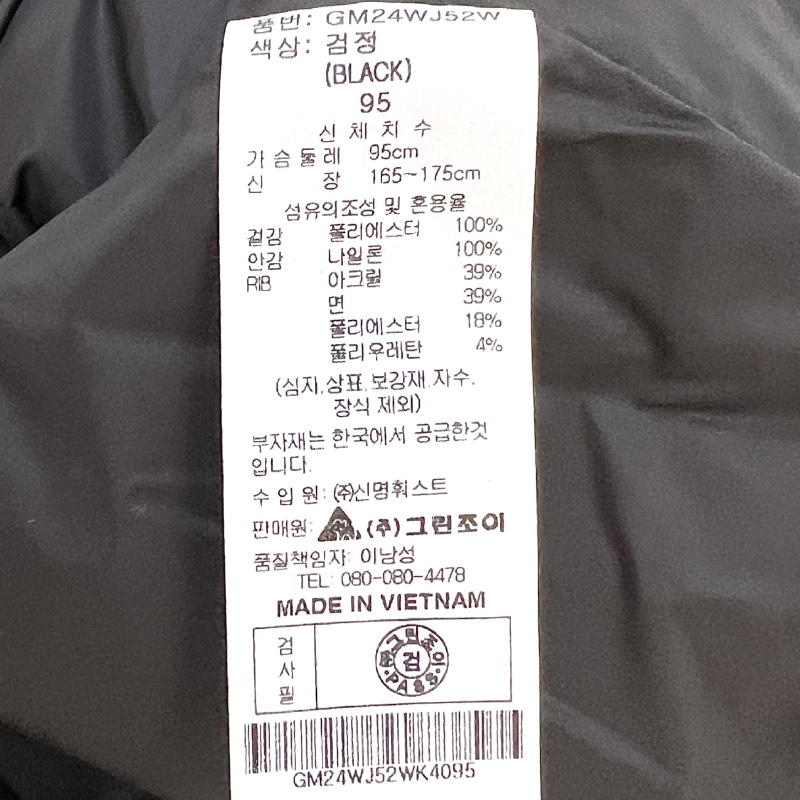 품번: GM24WJ52W
색상: 검정
(BLACK)
95
신 체 치 수
가슴둘레 95cm
신 장 165~175cm
섬유의조성 및 혼용율
겉감 폴리에스터 100%
안감 나일론 100%
RIB 아크릴 39%
면 39%
폴리에스터 18%
폴리우레탄 4%
(심지,상표,보강재,자수,
장식 제외)
부자재는 한국에서 공급한것
입니다.
수 입 원: (주)신명훠스트
판매원: (주)그린조이
품질책임자: 이남성
TEL: 080-080-4478
MADE IN VIETNAM
검사필
㈜그린조이
검
PASS
GM24WJ52WK4095